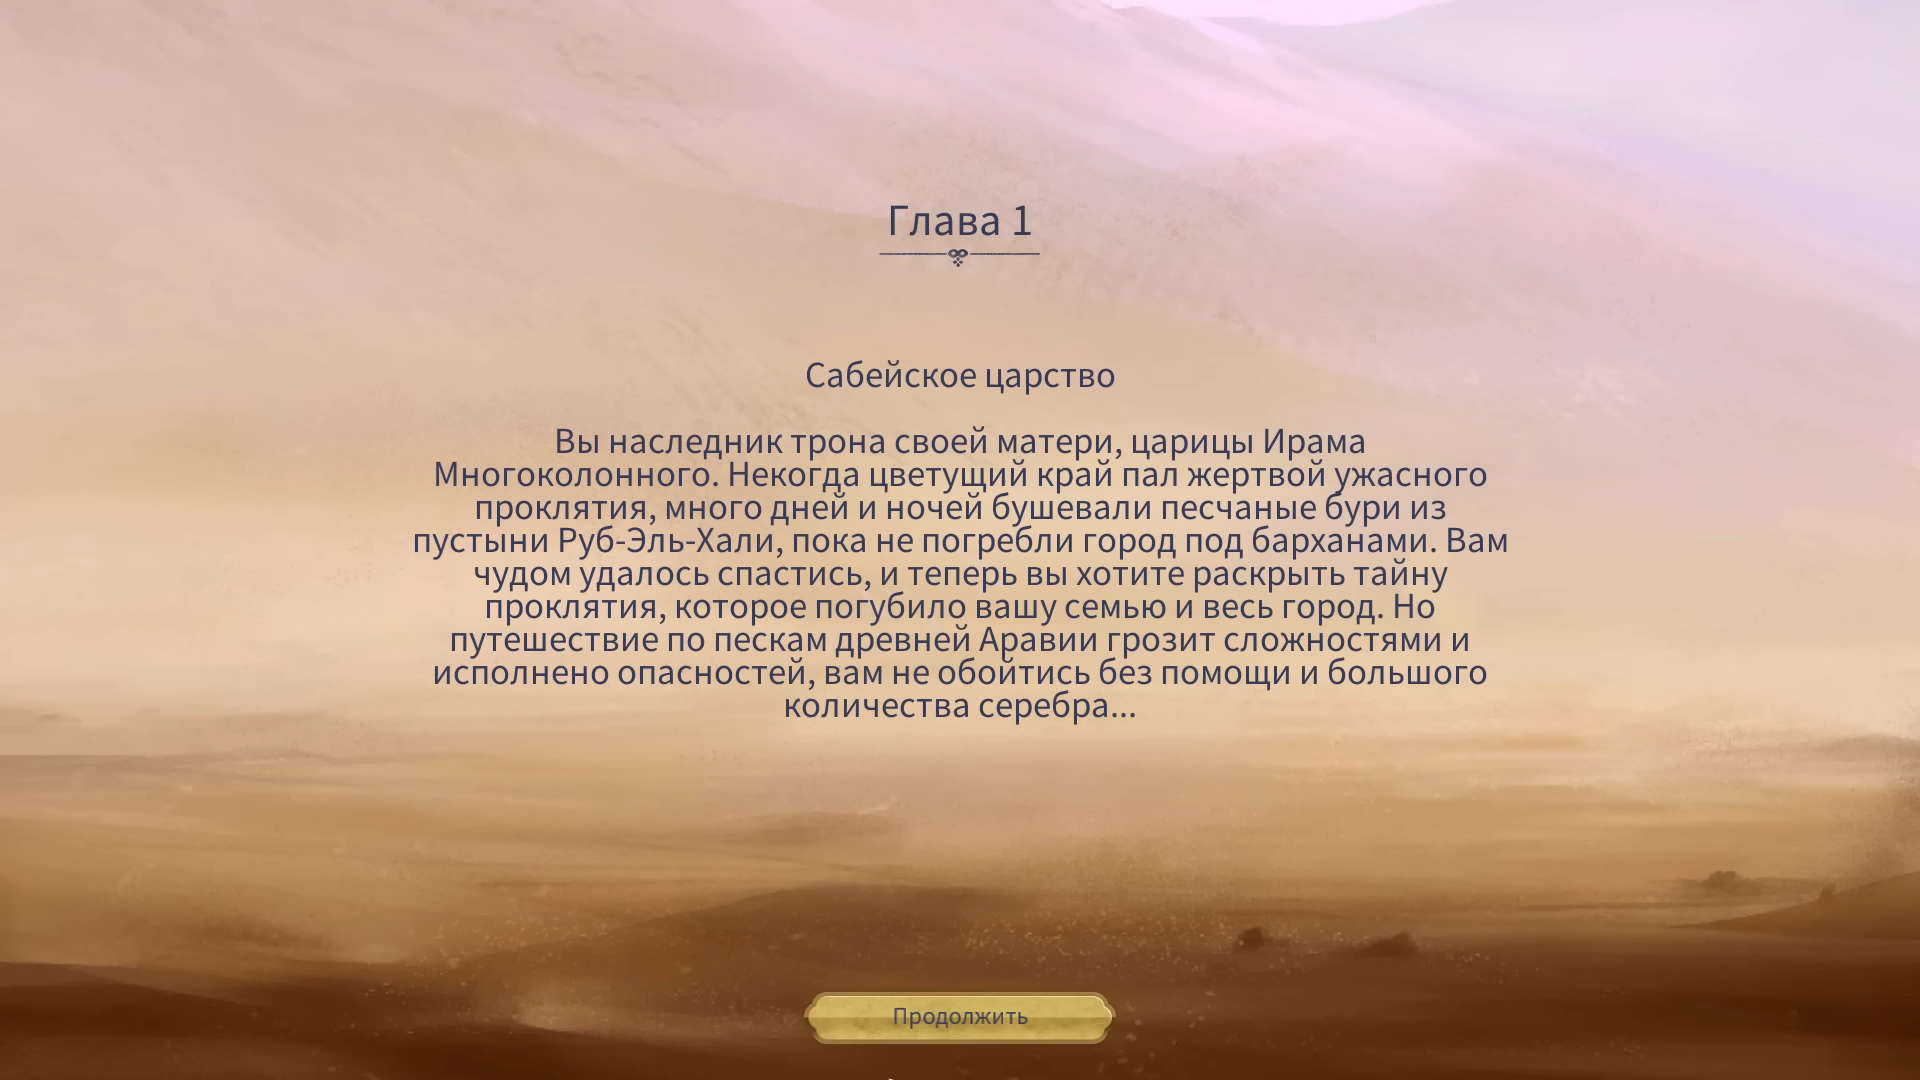 Глава 1
Сабейское царство
Вы наследник трона своей матери, царицы Ирама
Многоколонного. Некогда цветущий край пал жертвой ужасного
проклятия, много дней и ночей бушевали песчаные бури из
пустыни Руб-Эль-Хали, пока не погребли город под барханами. Вам
чудом удалось спастись, и теперь вы хотите раскрыть тайну
проклятия, которое погубило вашу семью и весь город. Но
путешествие по пескам древней Аравии грозит сложностями и
исполнено опасностей, вам не обойтись без помощи и большого
количества серебра...
Продолжить